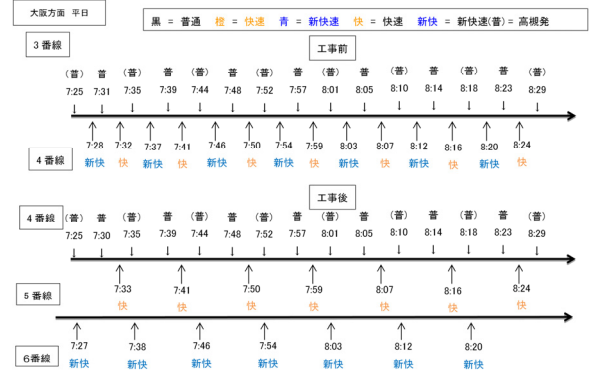 大阪方面 平日
黒 = 普通 橙 = 快速 青 = 新快速 快 = 快速 新快 = 新快速(普)= 高槻発
3番線
工事前
(普) 普 (普) 普 (普) 普 (普) 普 (普) 普 (普) 普 (普) 普 (普)
7:25 7:31 7:35 7:39 7:44 7:48 7:52 7:57 8:01 8:05 8:10 8:14 8:18 8:23 8:29
7:28 7:32 7:37 7:41 7:46 7:50 7:54 7:59 8:03 8:07 8:12 8:16 8:20 8:24
4番線
新快 快 新快 快 新快 快 新快 快 新快 快 新快 快 新快 快
工事後
4番線
(普) 普 (普) 普 (普) 普 (普) 普 (普) 普 (普) 普 (普) 普 (普)
7:25 7:30 7:35 7:39 7:44 7:48 7:52 7:57 8:01 8:05 8:10 8:14 8:18 8:23 8:29
5番線
7:33 7:41 7:50 7:59 8:07 8:16 8:24
快 快 快 快 快 快 快
7:27 7:38 7:46 7:54 8:03 8:12 8:20
6番線
新快 新快 新快 新快 新快 新快 新快